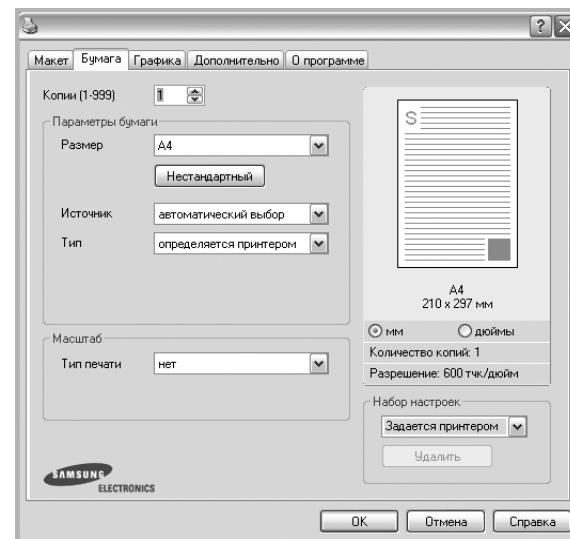 Макет Бумага Графика Дополнительно О программе
Копии (1-999) 1
Параметры бумаги
Размер A4
Нестандартный
Источник автоматический выбор
Тип определяется принтером
Масштаб
Тип печати нет
SAMSUNG
ELECTRONICS
S
A4
210 x 297 мм
мм дюймы
Количество копий: 1
Разрешение: 600 тчк/дюйм
Набор настроек
Задается принтером
Удалить
OK Отмена Справка